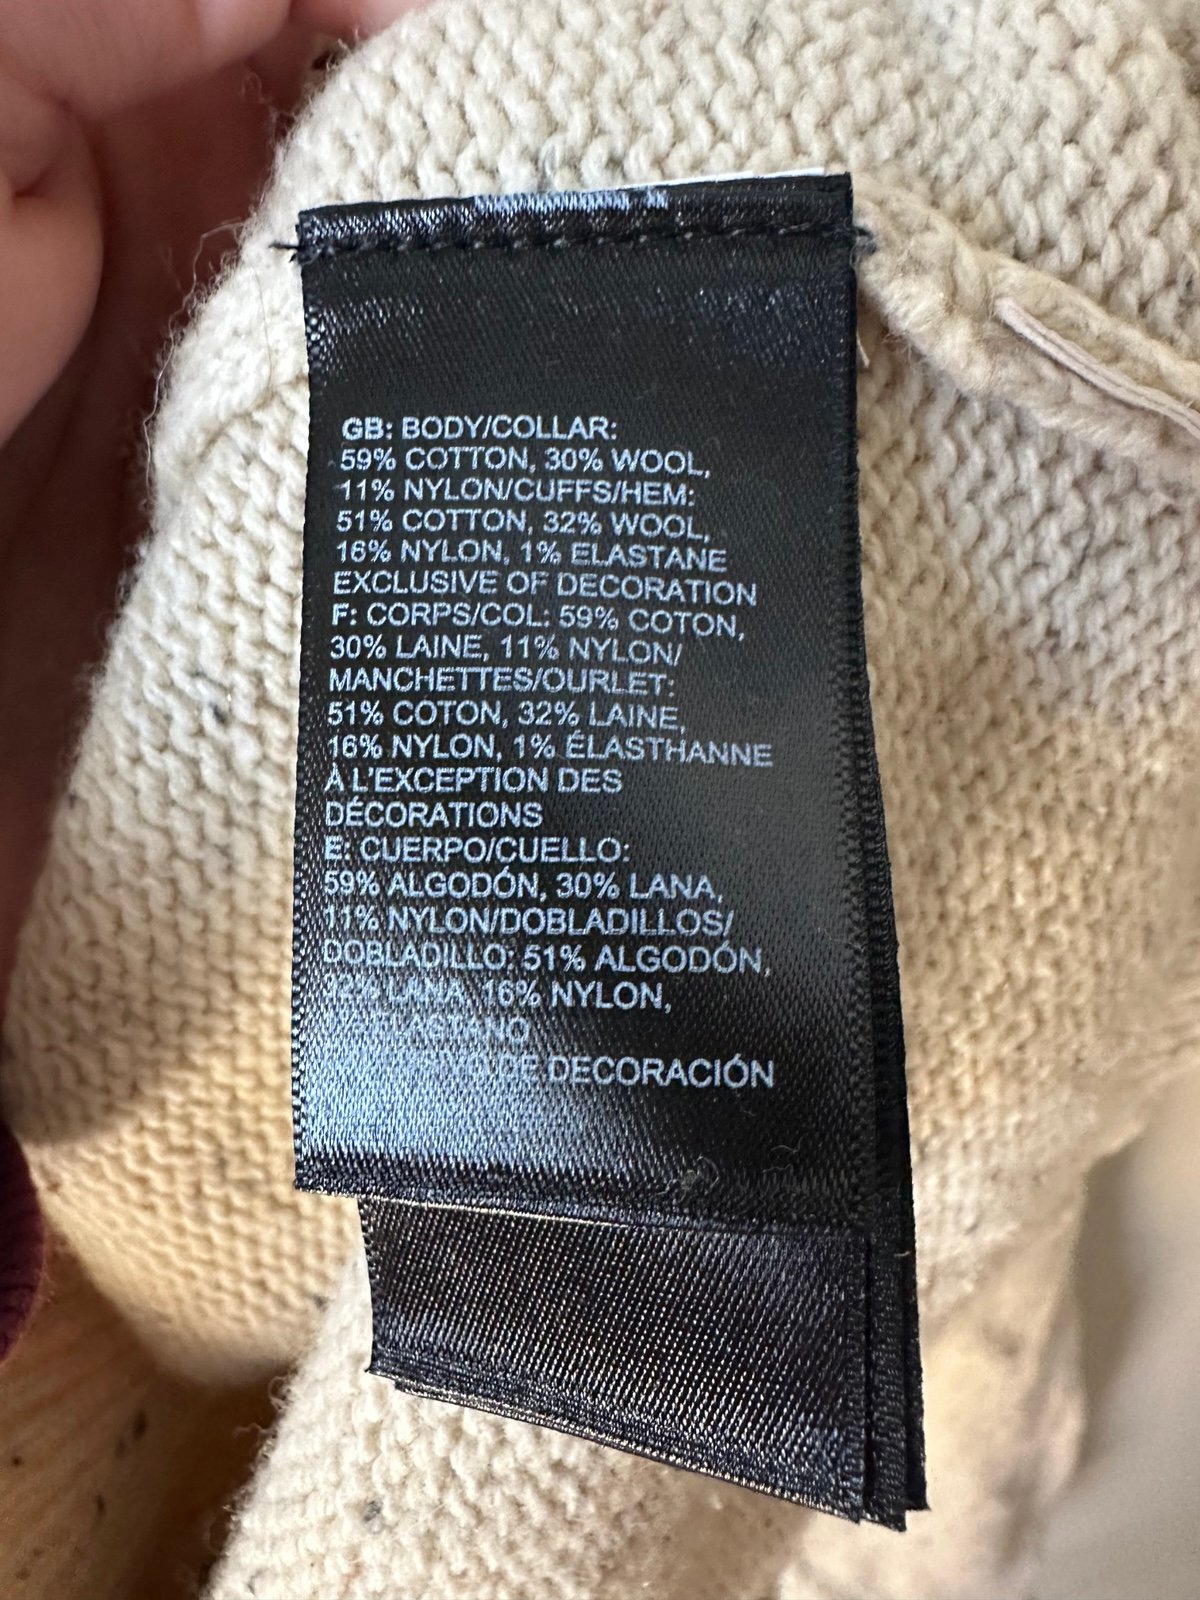 GB: BODY/COLLAR:
59% COTTON, 30% WOOL,
11% NYLON/CUFFS/HEM:
51% COTTON, 32% WOOL,
16% NYLON, 1% ELASTANE
EXCLUSIVE OF DECORATION
F: CORPS/COL: 59% COTON,
30% LAINE, 11% NYLON/
MANCHETTES/OURLET:
51% COTON, 32% LAINE,
16% NYLON, 1% ÉLASTHANNE
À L'EXCEPTION DES
DÉCORATIONS
E: CUERPO/CUELLO:
59% ALGODÓN, 30% LANA,
11% NYLON/DOBLADILLOS/
DOBLADILLO: 51% ALGODÓN,
32% LANA, 16% NYLON,
ELASTANO
DE DECORACIÓN